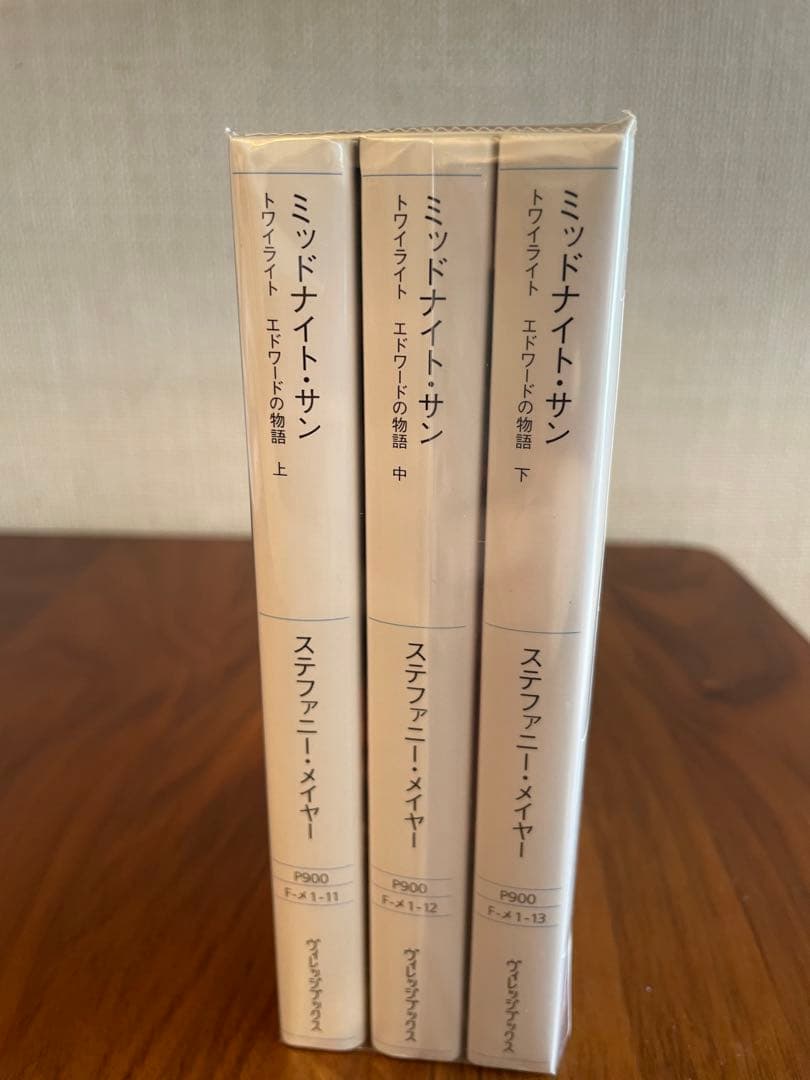 ミッドナイト・サン
トワイライト エドワードの物語 上
ステファニー・メイヤー
P900
F-メ1-11
ヴィレッジブックス
ミッドナイト・サン
トワイライト エドワードの物語 中
ステファニー・メイヤー
P900
F-メ1-12
ヴィレッジブックス
ミッドナイト・サン
トワイライト エドワードの物語 下
ステファニー・メイヤー
P900
F-メ1-13
ヴィレッジブックス